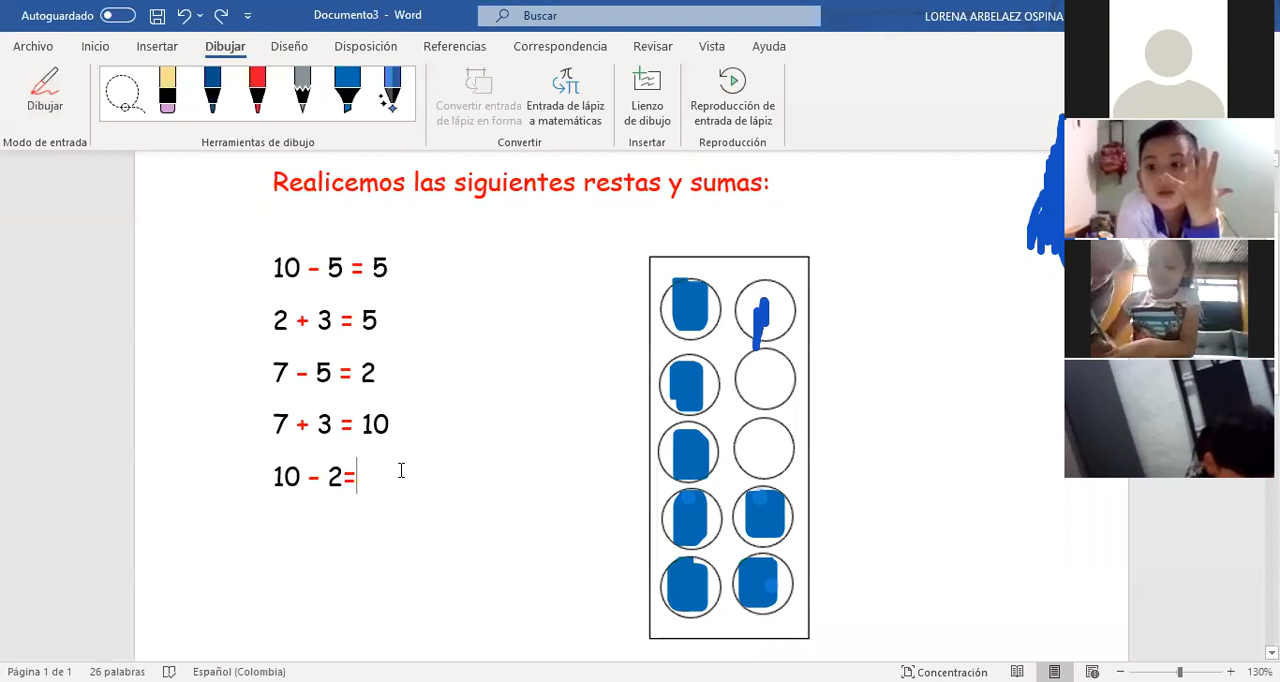 Autoguardado
Documento3 - Word
Buscar
LORENA ARBELAEZ OSPINA
Archivo Inicio Insertar Dibujar Diseño Disposición Referencias Correspondencia Revisar Vista Ayuda
Dibujar
Convertir entrada de lápiz en forma
Entrada de lápiz a matemáticas
Lienzo de dibujo
Reproducción de entrada de lápiz
Modo de entrada
Herramientas de dibujo
Convertir
Insertar
Reproducción
Realicemos las siguientes restas y sumas:
10 - 5 = 5
2 + 3 = 5
7 - 5 = 2
7 + 3 = 10
10 - 2=
Página 1 de 1 26 palabras Español (Colombia) Concentración 130%